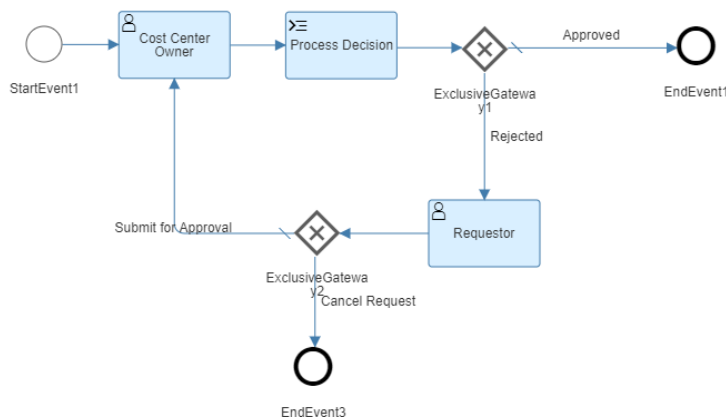 Cost Center
Owner
Process Decision
Approved
StartEvent1
ExclusiveGatewa
y1
EndEvent1
Rejected
Submit for Approval
Requestor
ExclusiveGatewa
y2
Cancel Request
EndEvent3